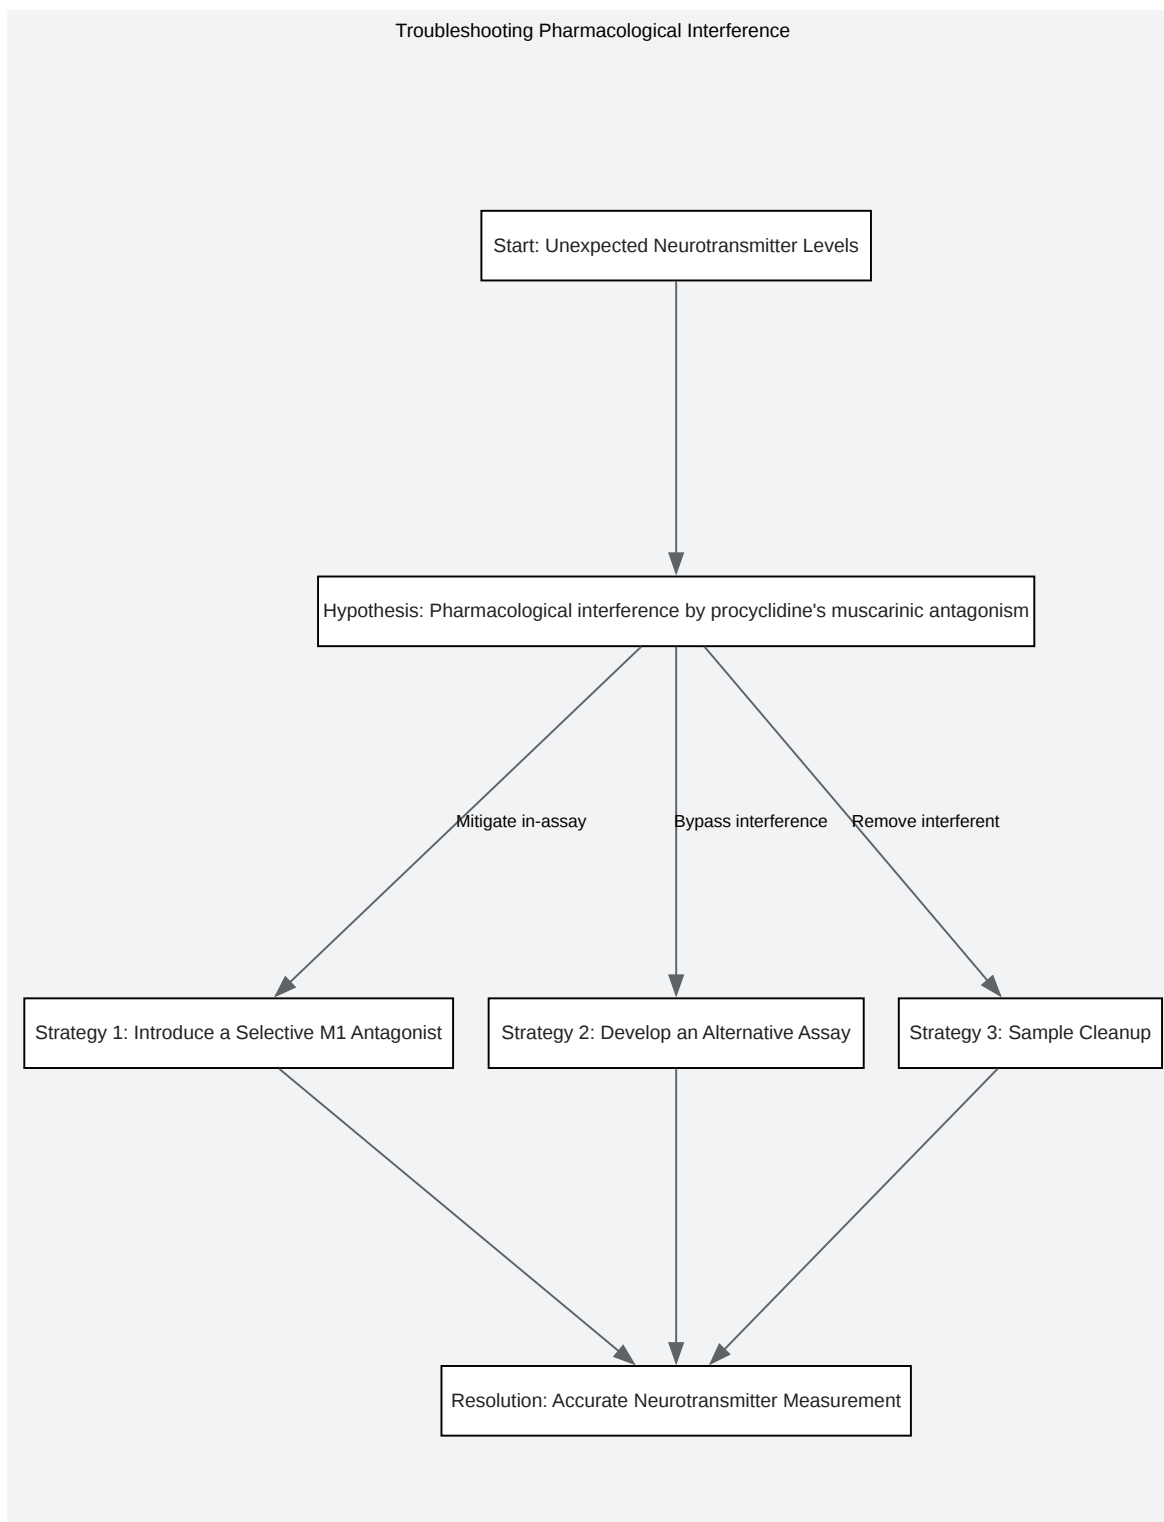 Troubleshooting Pharmacological Interference
Start: Unexpected Neurotransmitter Levels
Hypothesis: Pharmacological interference by procyclidine's muscarinic antagonism
Mitigate in-assay
Bypass interference
Remove interferent
Strategy 1: Introduce a Selective M1 Antagonist
Strategy 2: Develop an Alternative Assay
Strategy 3: Sample Cleanup
Resolution: Accurate Neurotransmitter Measurement